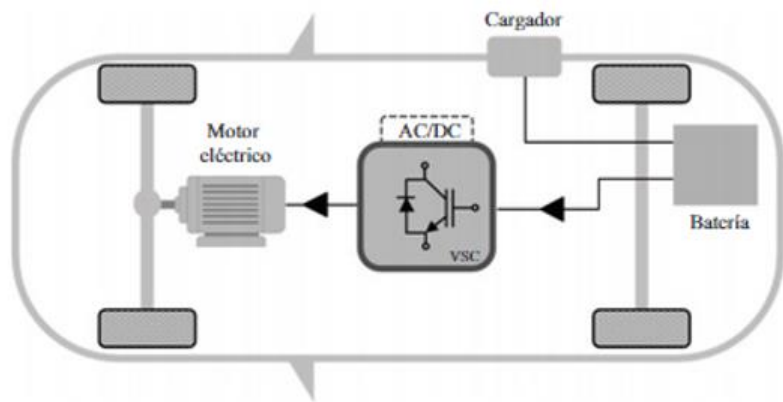 Cargador
AC/DC
Motor
eléctrico
Batería
VSC